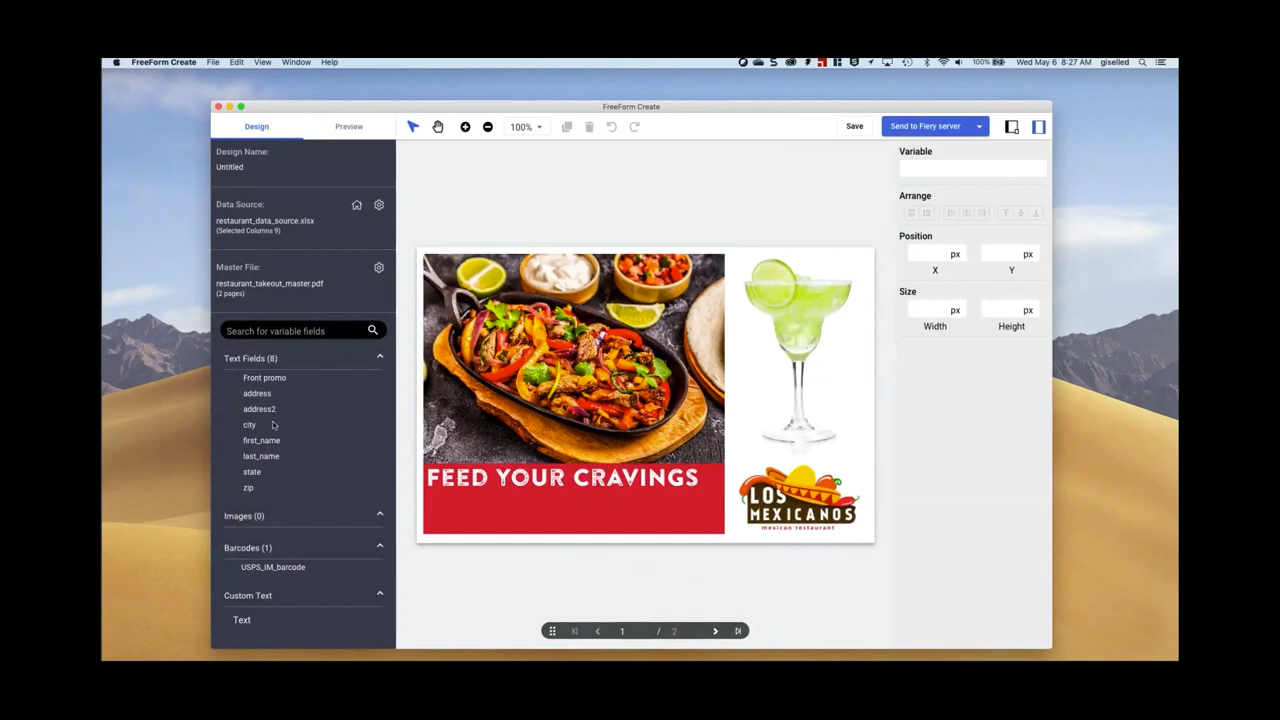 FreeForm Create File Edit View Window Help
100% Wed May 6 8:27 AM giselled
FreeForm Create
Design Preview
100%
Save
Send to Fiery server
Design Name:
Untitled
Data Source:
restaurant_data_source.xlsx
(Selected Columns 9)
Master File:
restaurant_takeout_master.pdf
(2 pages)
Search for variable fields
Text Fields (8)
Front promo
address
address2
city
first_name
last_name
state
zip
Images (0)
Barcodes (1)
USPS_IM_barcode
Custom Text
Text
FEED YOUR CRAVINGS
LOS
MEXICANOS
mexican restaurant
1 / 2
Variable
Arrange
Position
px px
X Y
Size
px px
Width Height